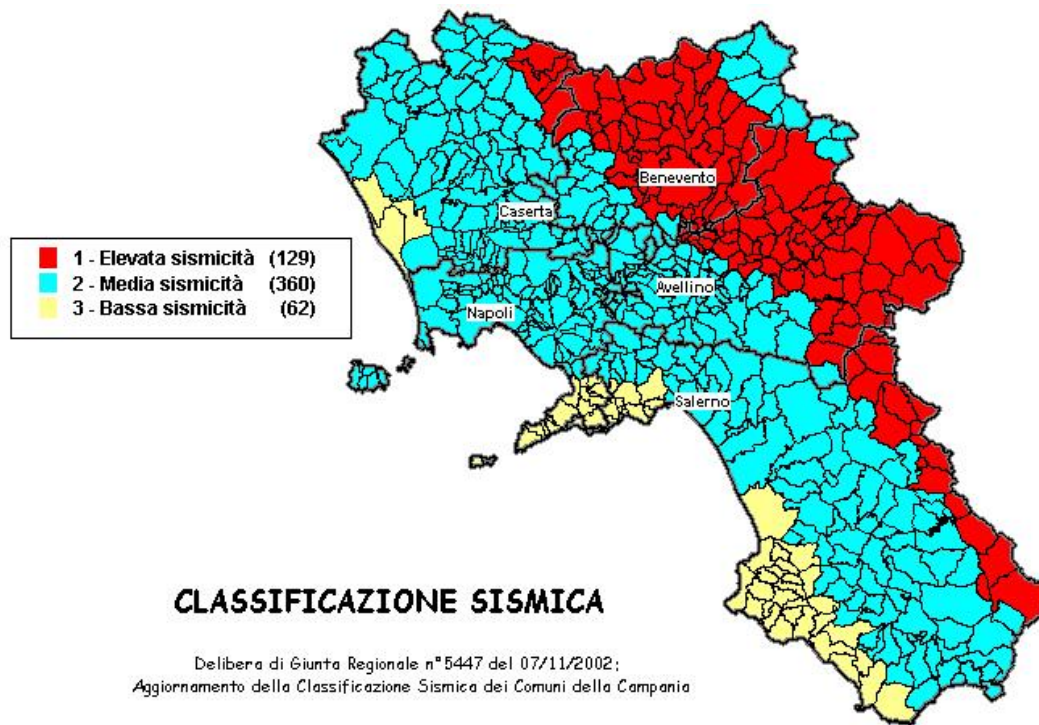 Benevento
Caserta
1 - Elevata sismicità (129)
2 - Media sismicità (360)
3 - Bassa sismicità (62)
Avellino
Napoli
Salerno
CLASSIFICAZIONE SISMICA
Delibera di Giunta Regionale n°5447 del 07/11/2002;
Aggiornamento della Classificazione Sismica dei Comuni della Campania